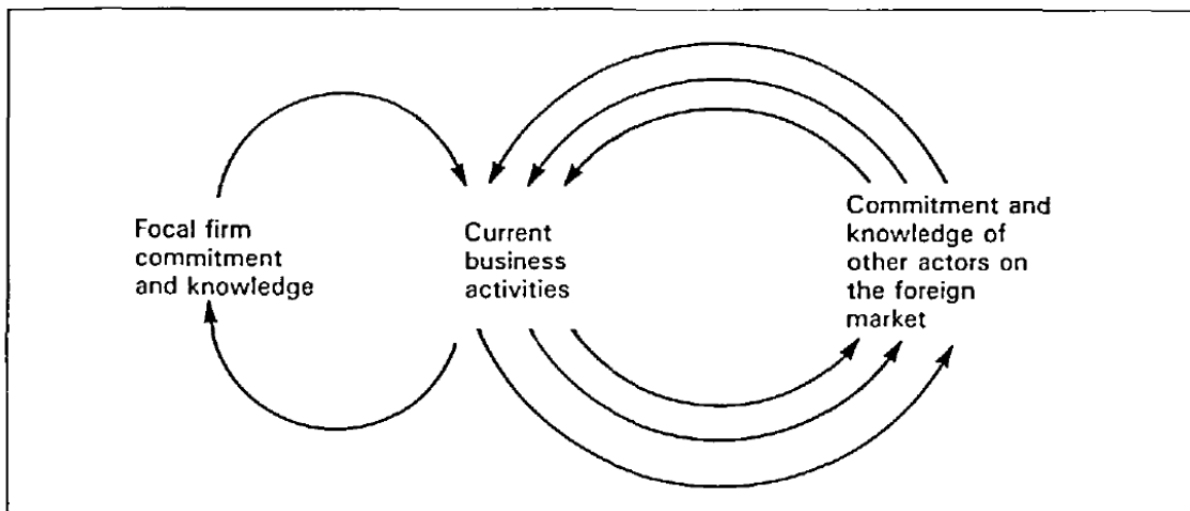 Focal firm
commitment
and knowledge
Current
business
activities
Commitment and
knowledge of
other actors on
the foreign
market